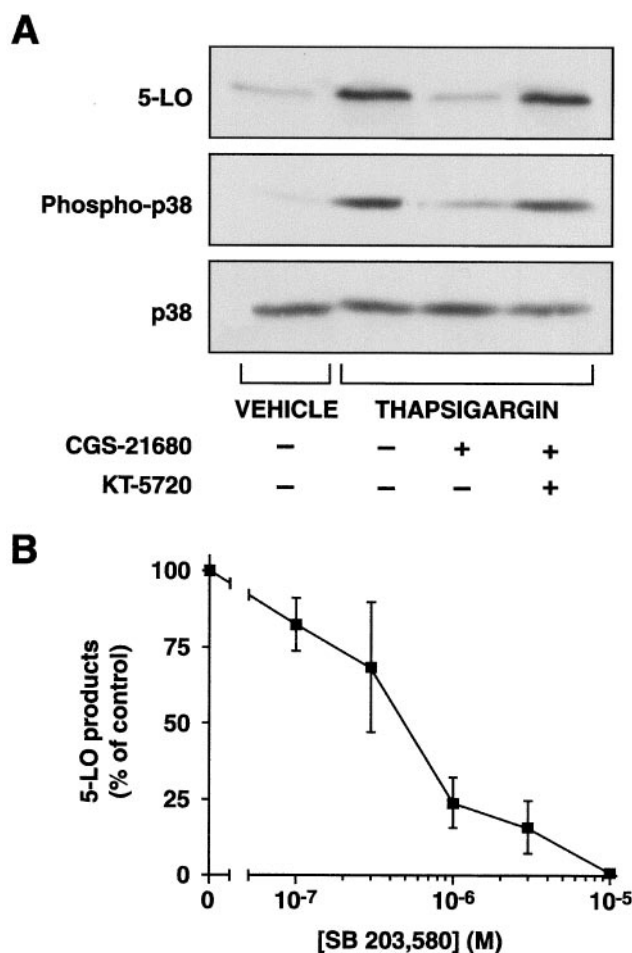 A
5-LO
Phospho-p38
p38
VEHICLE THAPSIGARGIN
CGS-21680 – – + +
KT-5720 – – – +
B
100
75
50
25
0
5-LO products
(% of control)
0 10⁻⁷ 10⁻⁶ 10⁻⁵
[SB 203,580] (M)